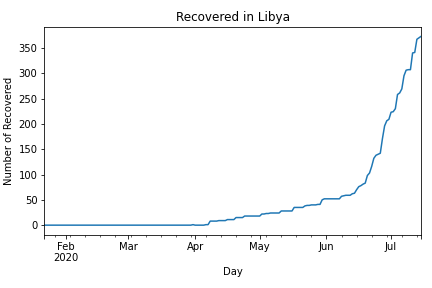 Recovered in Libya
Number of Recovered
350
300
250
200
150
100
50
0
Feb
2020
Mar
Apr
May
Jun
Jul
Day